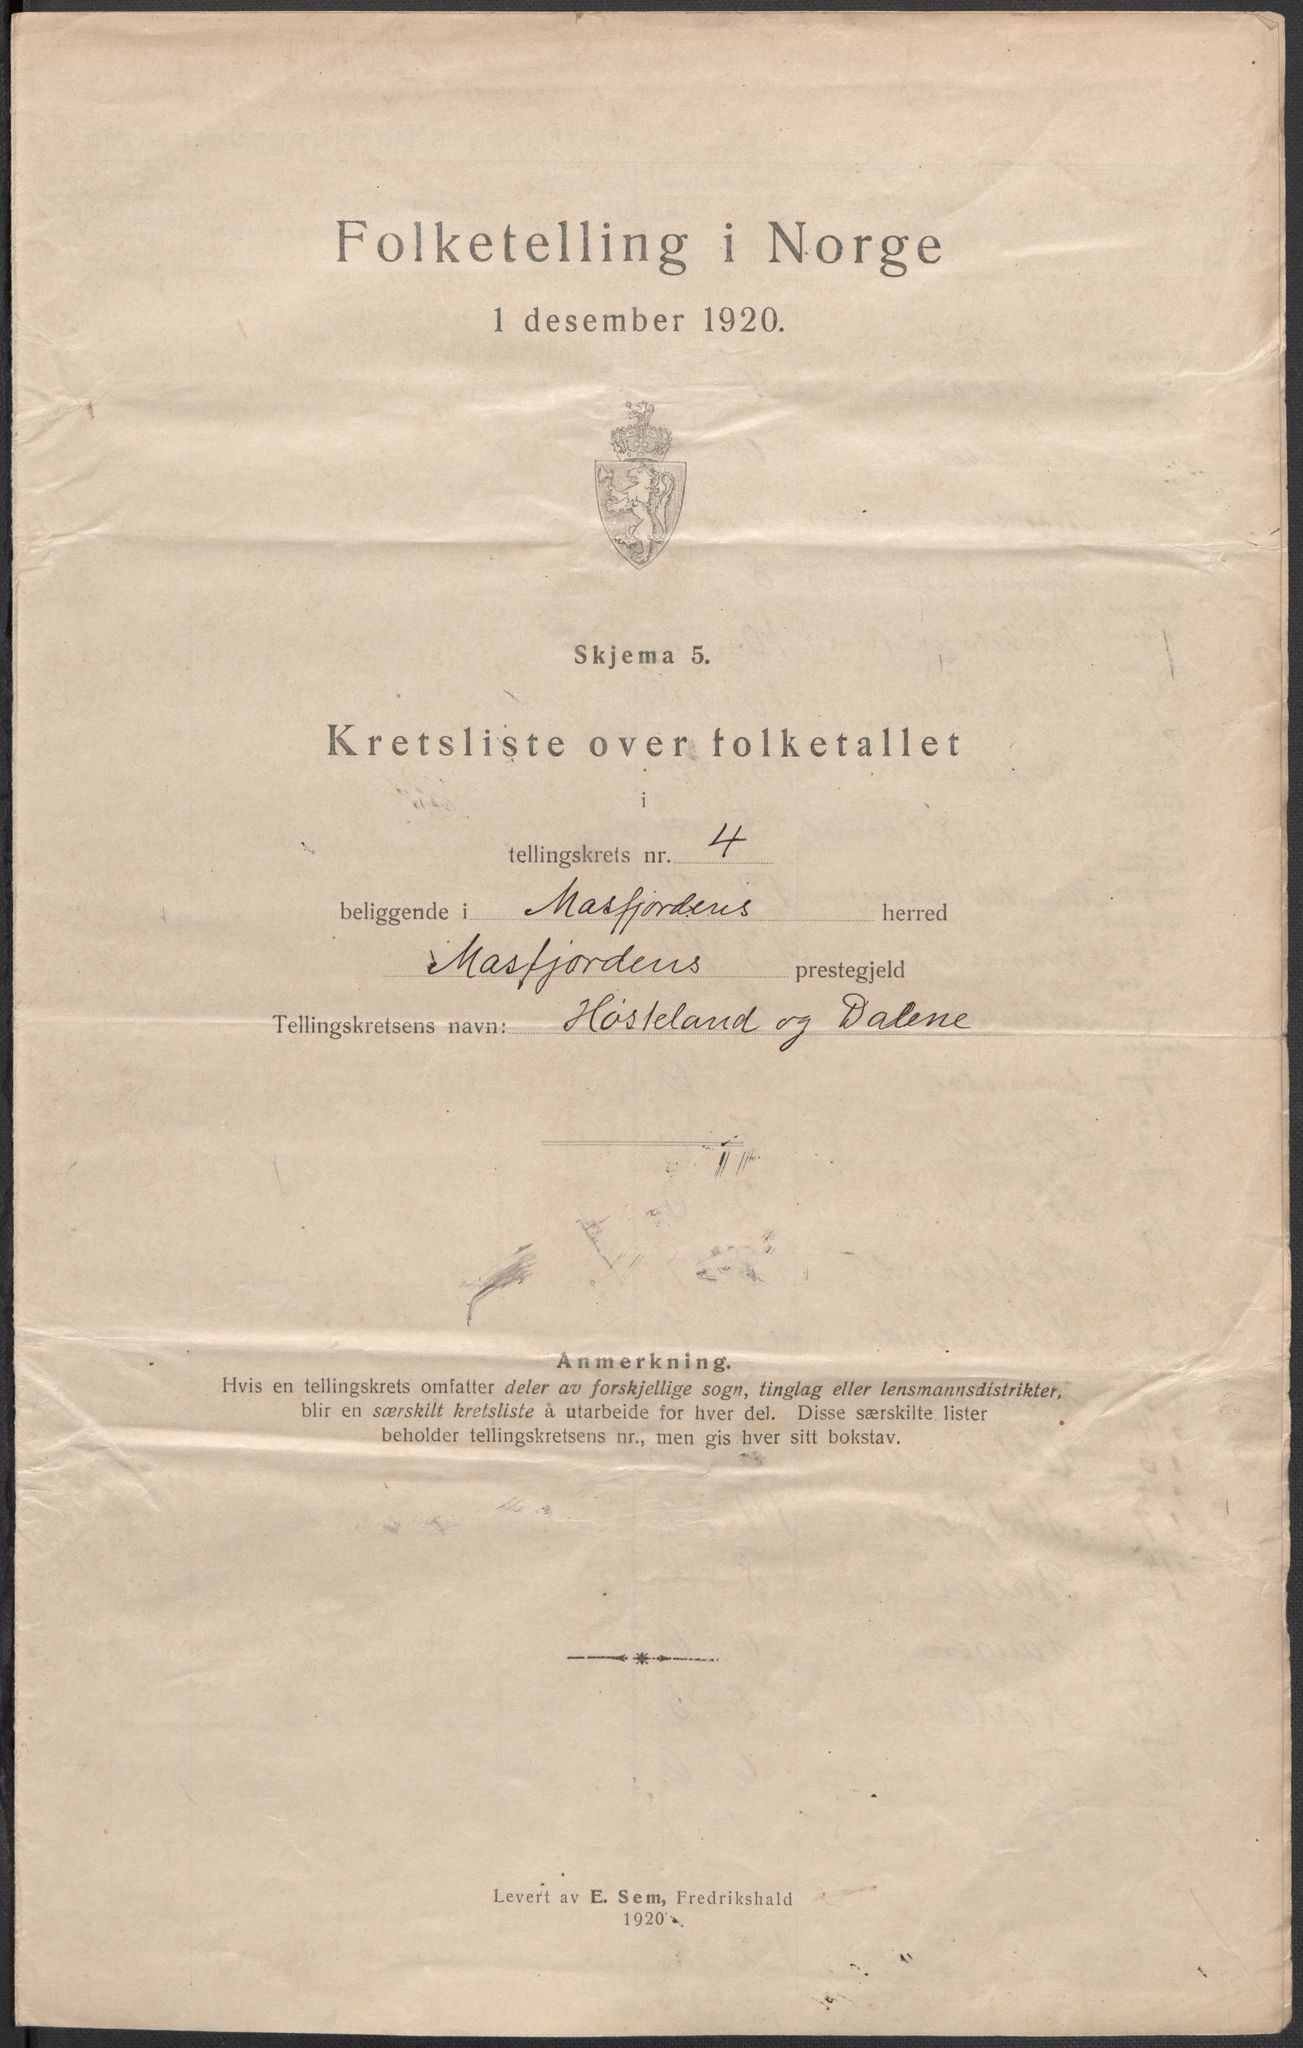 Folketelling i Norge
1 desember 1920.
Skjema 5.
Kretsliste over folketallet
i
tellingskrets nr. 4
beliggende i Masfjordens herred
Masfjordens prestegjeld
Tellingskretsens navn: Høsteland og Dalene
Anmerkning.
Hvis en tellingskrets omfatter deler av forskjellige sogn, tinglag eller lensmannsdistrikter,
blir en særskilt kretsliste å utarbeide for hver del. Disse særskilte lister
beholder tellingskretsens nr., men gis hver sitt bokstav.
Levert av E. Sem, Fredrikshald
1920.